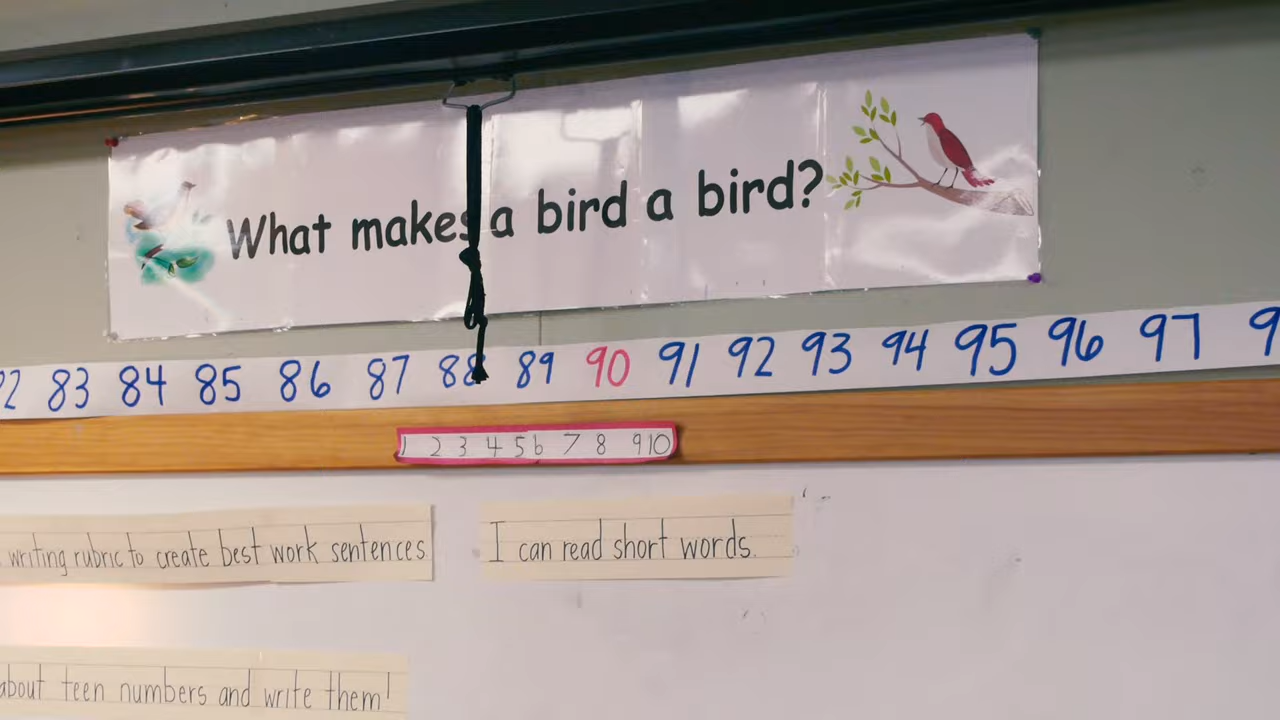 What makes a bird a bird?
83 84 85 86 87 88 89 90 91 92 93 94 95 96 97
1 2 3 4 5 6 7 8 9 10
writing rubric to create best work sentences
I can read short words.
about teen numbers and write them!